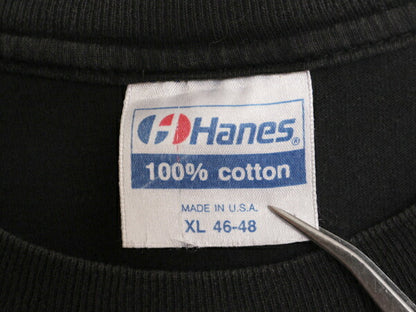 Hanes®
100% cotton
MADE IN U.S.A.
XL 46-48